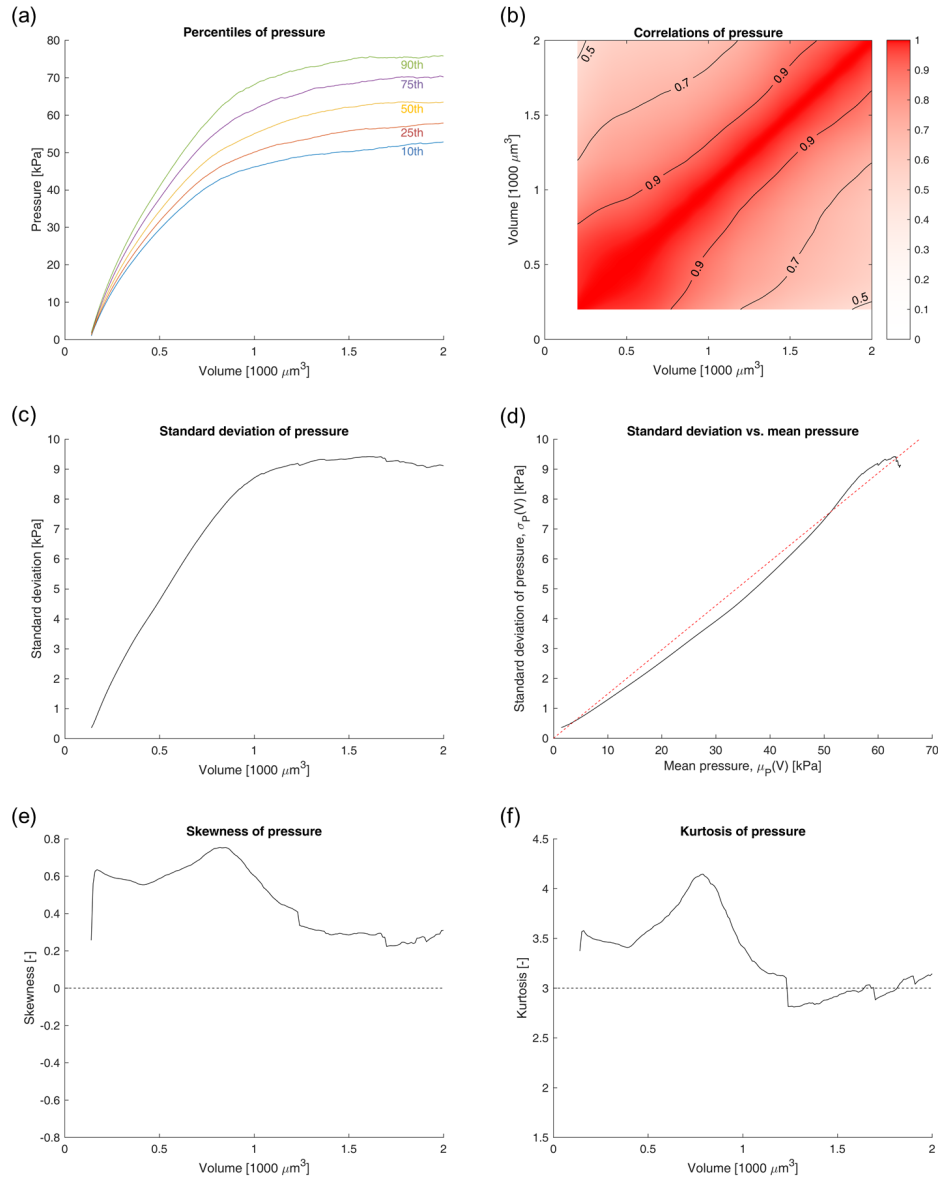 (a)
Percentiles of pressure
80
70
60
50
40
30
20
10
0
Pressure [kPa]
90th
75th
50th
25th
10th
0 0.5 1 1.5 2
Volume [1000 μm³]
(b)
Correlations of pressure
2
1.5
1
0.5
0
Volume [1000 μm³]
0.5
0.7
0.9
0.9
0.9
0.9
0.7
0.5
0 0.5 1 1.5 2
Volume [1000 μm³]
1
0.9
0.8
0.7
0.6
0.5
0.4
0.3
0.2
0.1
0
(c)
Standard deviation of pressure
10
9
8
7
6
5
4
3
2
1
0
Standard deviation [kPa]
0 0.5 1 1.5 2
Volume [1000 μm³]
(d)
Standard deviation vs. mean pressure
10
9
8
7
6
5
4
3
2
1
0
Standard deviation of pressure, σP(V) [kPa]
0 10 20 30 40 50 60 70
Mean pressure, μP(V) [kPa]
(e)
Skewness of pressure
0.8
0.6
0.4
0.2
0
-0.2
-0.4
-0.6
-0.8
Skewness [-]
0 0.5 1 1.5 2
Volume [1000 μm³]
(f)
Kurtosis of pressure
4.5
4
3.5
3
2.5
2
1.5
Kurtosis [-]
0 0.5 1 1.5 2
Volume [1000 μm³]